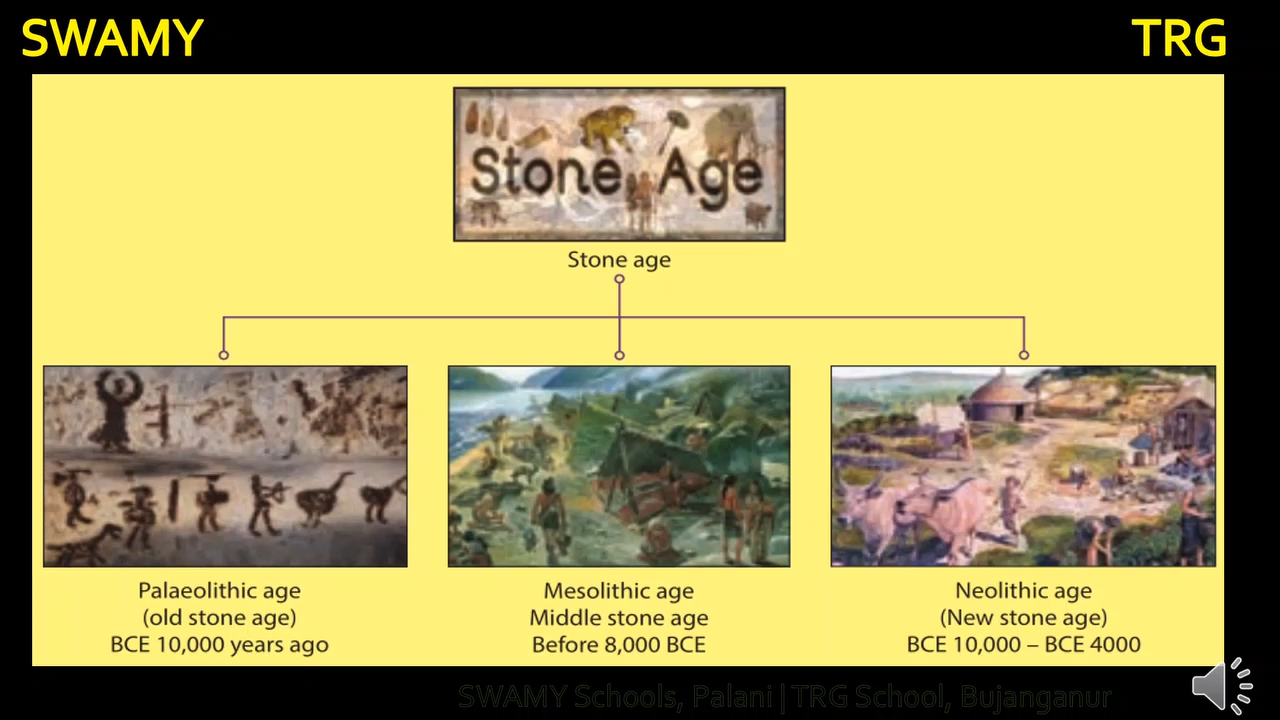 SWAMY
TRG
Stone Age
Stone age
Palaeolithic age
(old stone age)
BCE 10,000 years ago
Mesolithic age
Middle stone age
Before 8,000 BCE
Neolithic age
(New stone age)
BCE 10,000 – BCE 4000
SWAMY Schools, Palani | TRG School, Bujanganur